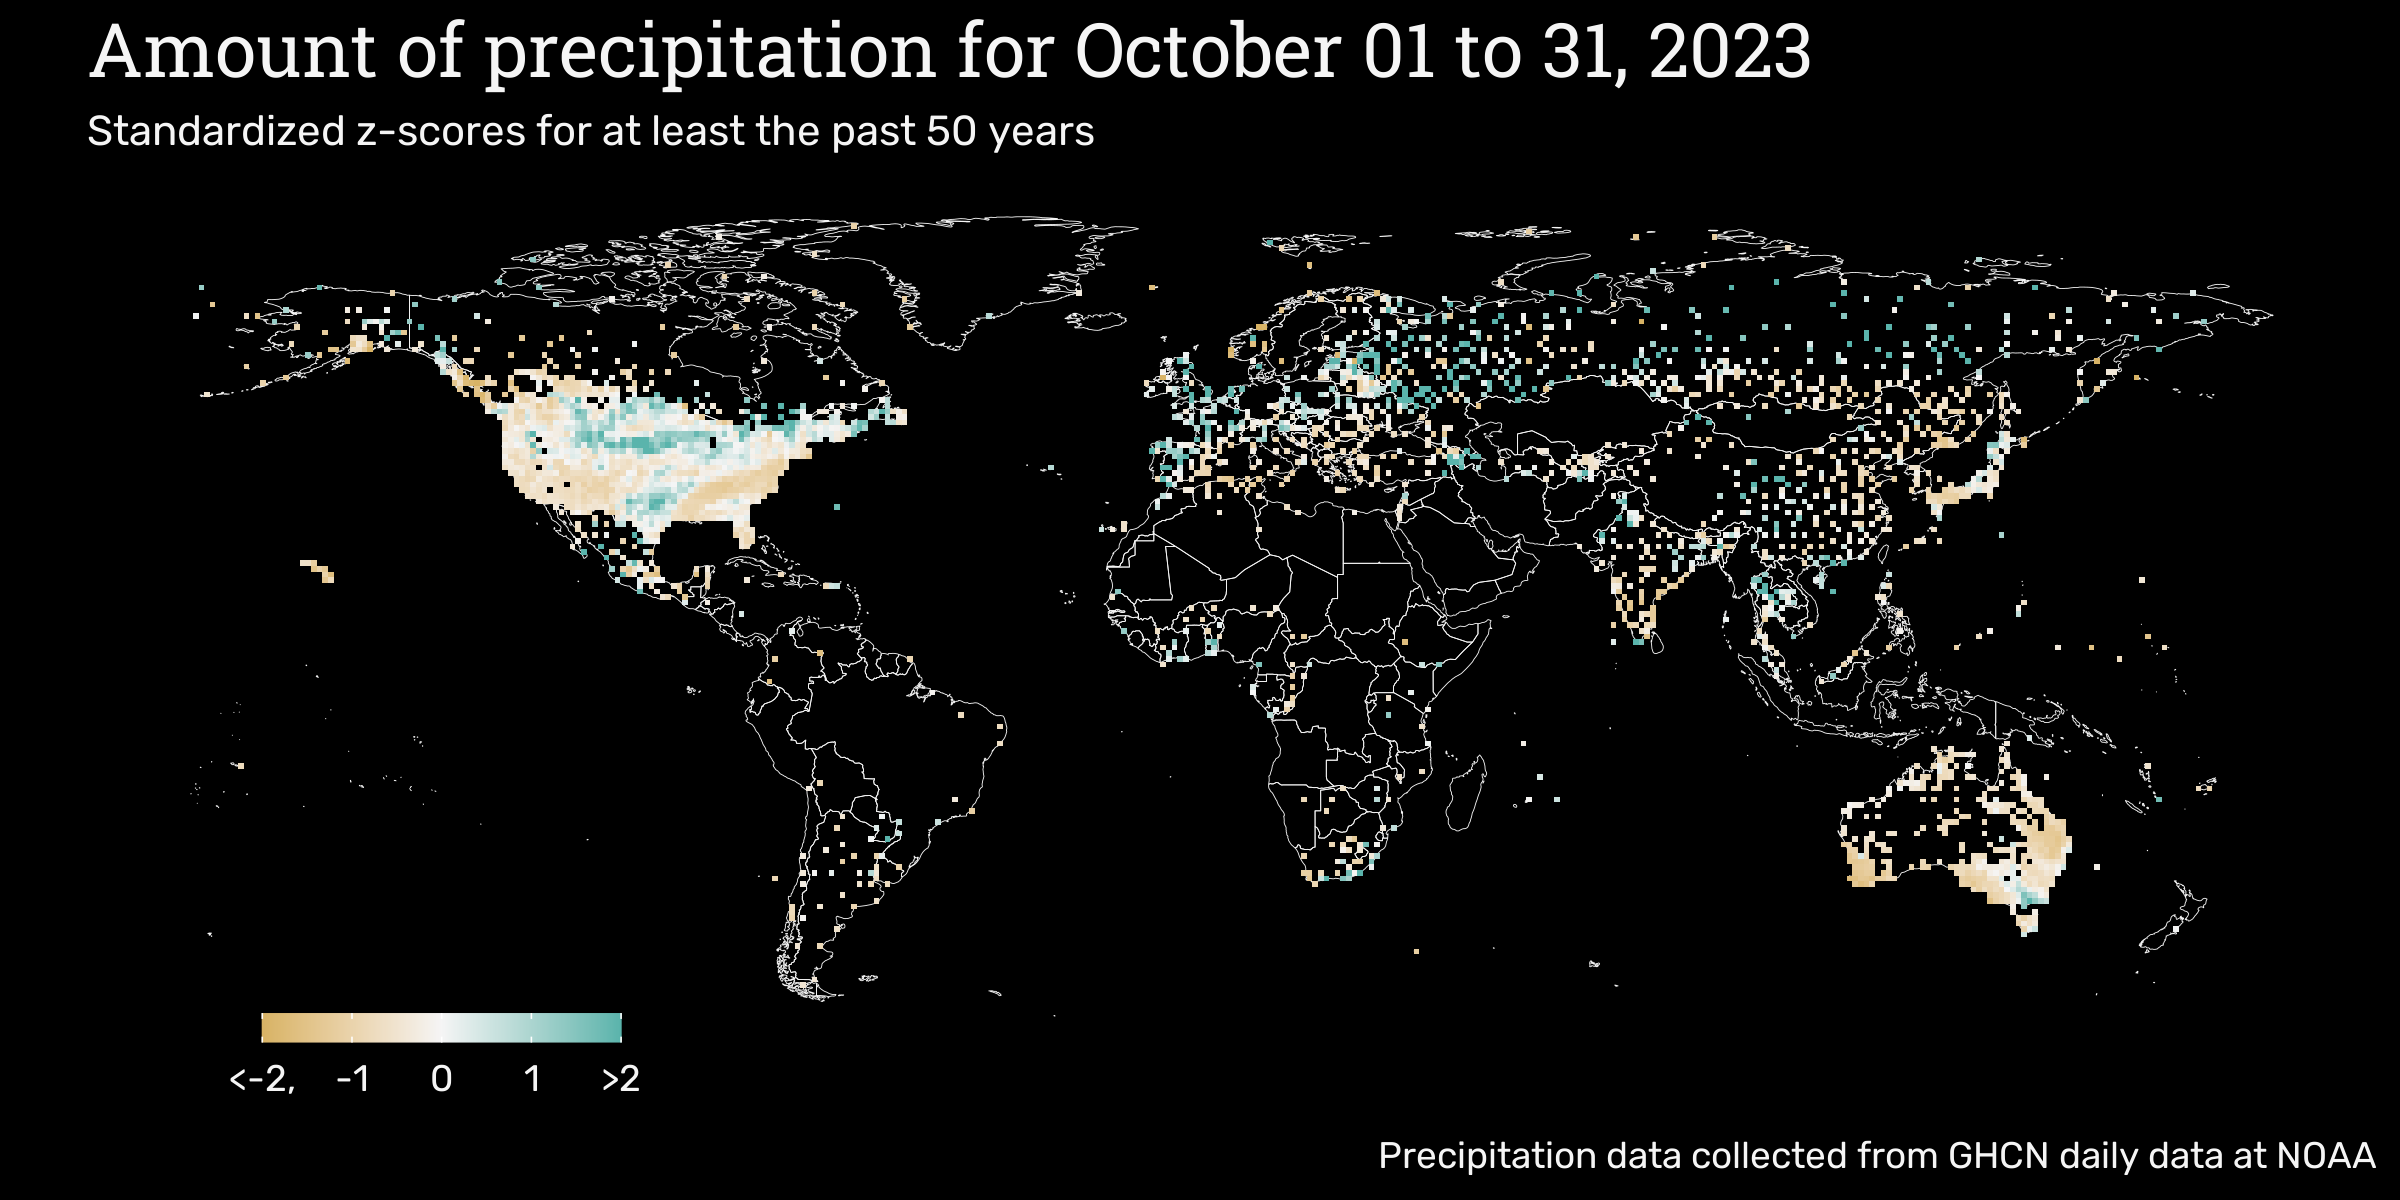 Amount of precipitation for October 01 to 31, 2023
Standardized z-scores for at least the past 50 years
<-2, -1 0 1 >2
Precipitation data collected from GHCN daily data at NOAA